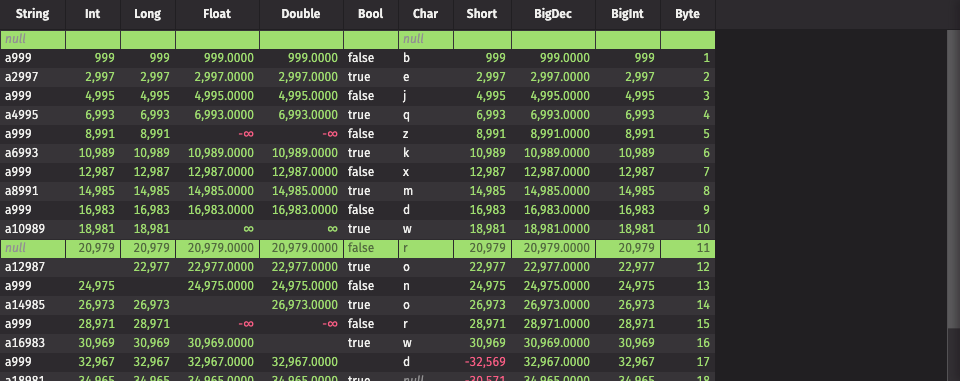 String Int Long Float Double Bool Char Short BigDec BigInt Byte
null null
a999 999 999 999.0000 999.0000 false b 999 999.0000 999 1
a2997 2,997 2,997 2,997.0000 2,997.0000 true e 2,997 2,997.0000 2,997 2
a999 4,995 4,995 4,995.0000 4,995.0000 false j 4,995 4,995.0000 4,995 3
a4995 6,993 6,993 6,993.0000 6,993.0000 true q 6,993 6,993.0000 6,993 4
a999 8,991 8,991 -∞ -∞ false z 8,991 8,991.0000 8,991 5
a6993 10,989 10,989 10,989.0000 10,989.0000 true k 10,989 10,989.0000 10,989 6
a999 12,987 12,987 12,987.0000 12,987.0000 false x 12,987 12,987.0000 12,987 7
a8991 14,985 14,985 14,985.0000 14,985.0000 true m 14,985 14,985.0000 14,985 8
a999 16,983 16,983 16,983.0000 16,983.0000 false d 16,983 16,983.0000 16,983 9
a10989 18,981 18,981 ∞ ∞ true w 18,981 18,981.0000 18,981 10
null 20,979 20,979 20,979.0000 20,979.0000 false r 20,979 20,979.0000 20,979 11
a12987 22,977 22,977.0000 22,977.0000 true o 22,977 22,977.0000 22,977 12
a999 24,975 24,975.0000 24,975.0000 false n 24,975 24,975.0000 24,975 13
a14985 26,973 26,973 26,973.0000 true o 26,973 26,973.0000 26,973 14
a999 28,971 28,971 -∞ -∞ false r 28,971 28,971.0000 28,971 15
a16983 30,969 30,969 30,969.0000 true w 30,969 30,969.0000 30,969 16
a999 32,967 32,967 32,967.0000 32,967.0000 d -32,569 32,967.0000 32,967 17
a18981 34,965 34,965 34,965.0000 34,965.0000 true null -30,571 34,965.0000 34,965 18